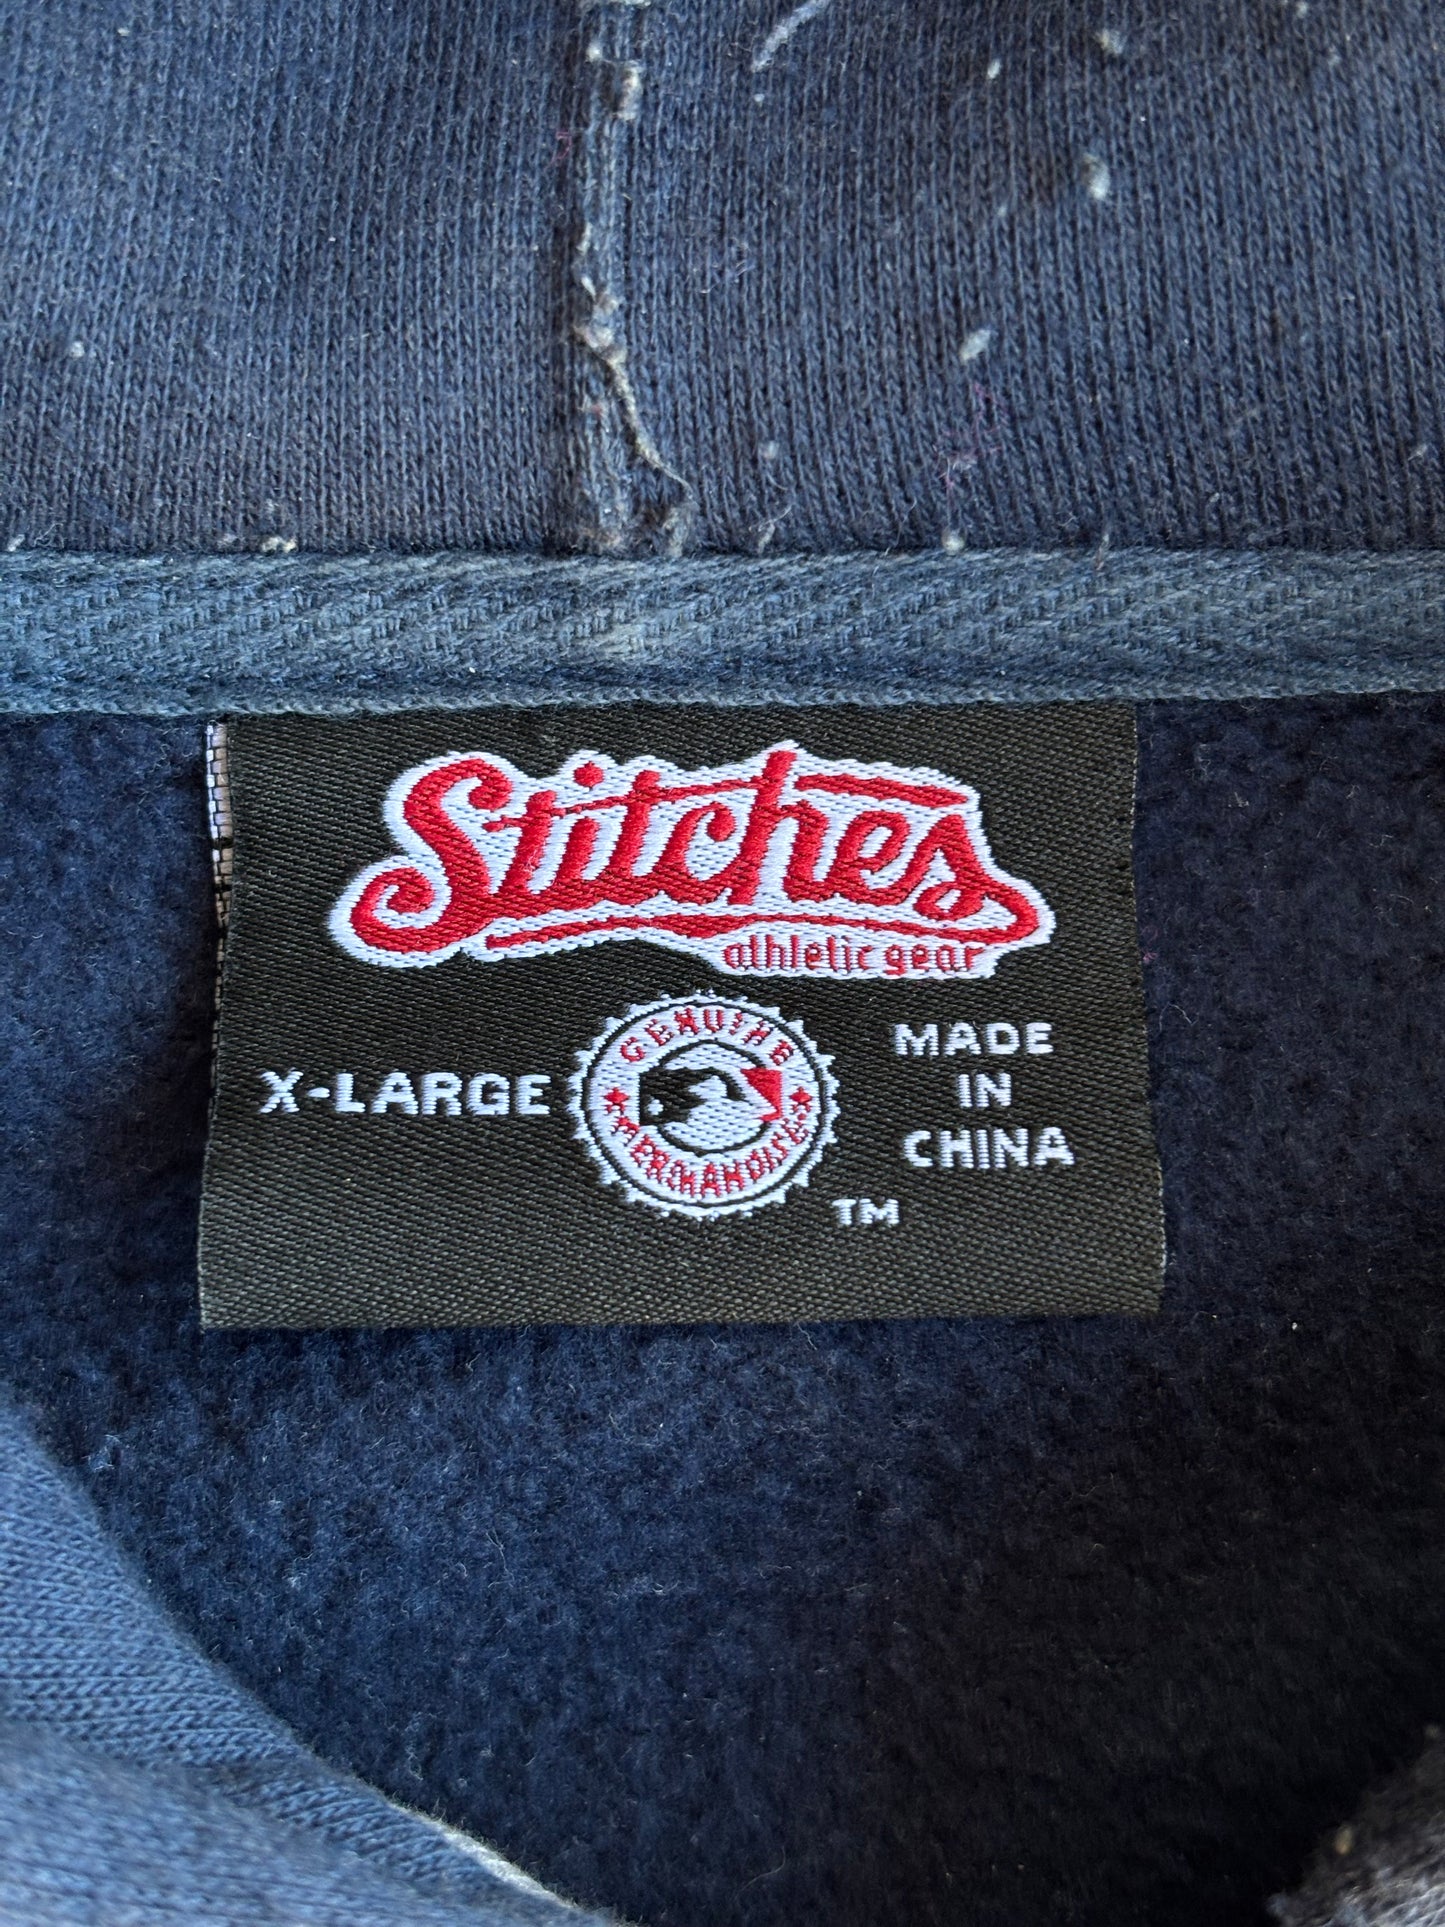 Stitches
athletic gear
X-LARGE
GENUINE
MERCHANDISE
MADE
IN
CHINA
TM